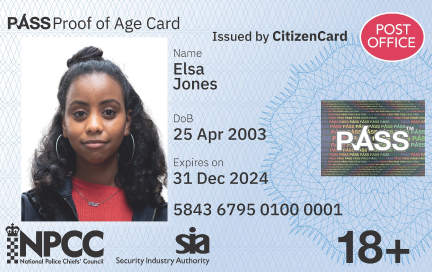 PASS Proof of Age Card
Issued by CitizenCard
POST
OFFICE
Name
Elsa
Jones
DoB
25 Apr 2003
PASS™
Expires on
31 Dec 2024
5843 6795 0100 0001
NPCC
National Police Chiefs' Council
sia
Security Industry Authority
18+